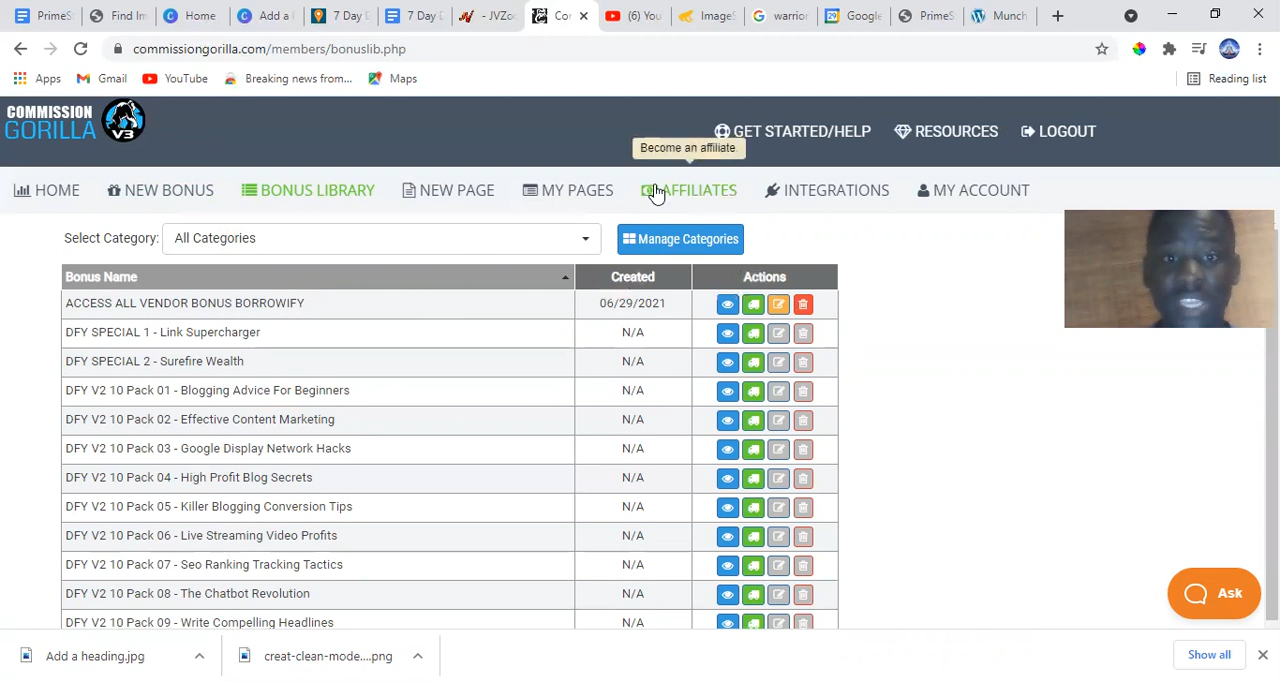 PrimeS
Find Im
Home
Add a
7 Day
7 Day
- JVZoo
Cor
(6) You
ImageS
warrior
Google
PrimeS
Munch
commissiongorilla.com/members/bonuslib.php
Apps
Gmail
YouTube
Breaking news from...
Maps
Reading list
COMMISSION
GORILLA
V3
GET STARTED/HELP
RESOURCES
LOGOUT
Become an affiliate.
HOME
NEW BONUS
BONUS LIBRARY
NEW PAGE
MY PAGES
AFFILIATES
INTEGRATIONS
MY ACCOUNT
Select Category: All Categories
Manage Categories
Bonus Name Created Actions
ACCESS ALL VENDOR BONUS BORROWIFY 06/29/2021
DFY SPECIAL 1 - Link Supercharger N/A
DFY SPECIAL 2 - Surefire Wealth N/A
DFY V2 10 Pack 01 - Blogging Advice For Beginners N/A
DFY V2 10 Pack 02 - Effective Content Marketing N/A
DFY V2 10 Pack 03 - Google Display Network Hacks N/A
DFY V2 10 Pack 04 - High Profit Blog Secrets N/A
DFY V2 10 Pack 05 - Killer Blogging Conversion Tips N/A
DFY V2 10 Pack 06 - Live Streaming Video Profits N/A
DFY V2 10 Pack 07 - Seo Ranking Tracking Tactics N/A
DFY V2 10 Pack 08 - The Chatbot Revolution N/A
DFY V2 10 Pack 09 - Write Compelling Headlines N/A
Ask
Add a heading.jpg
creat-clean-mode....png
Show all